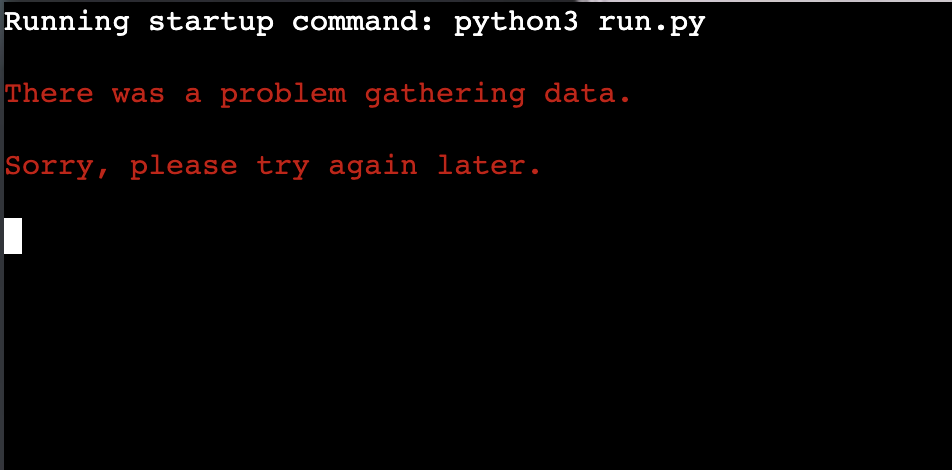 Running startup command: python3 run.py
There was a problem gathering data.
Sorry, please try again later.